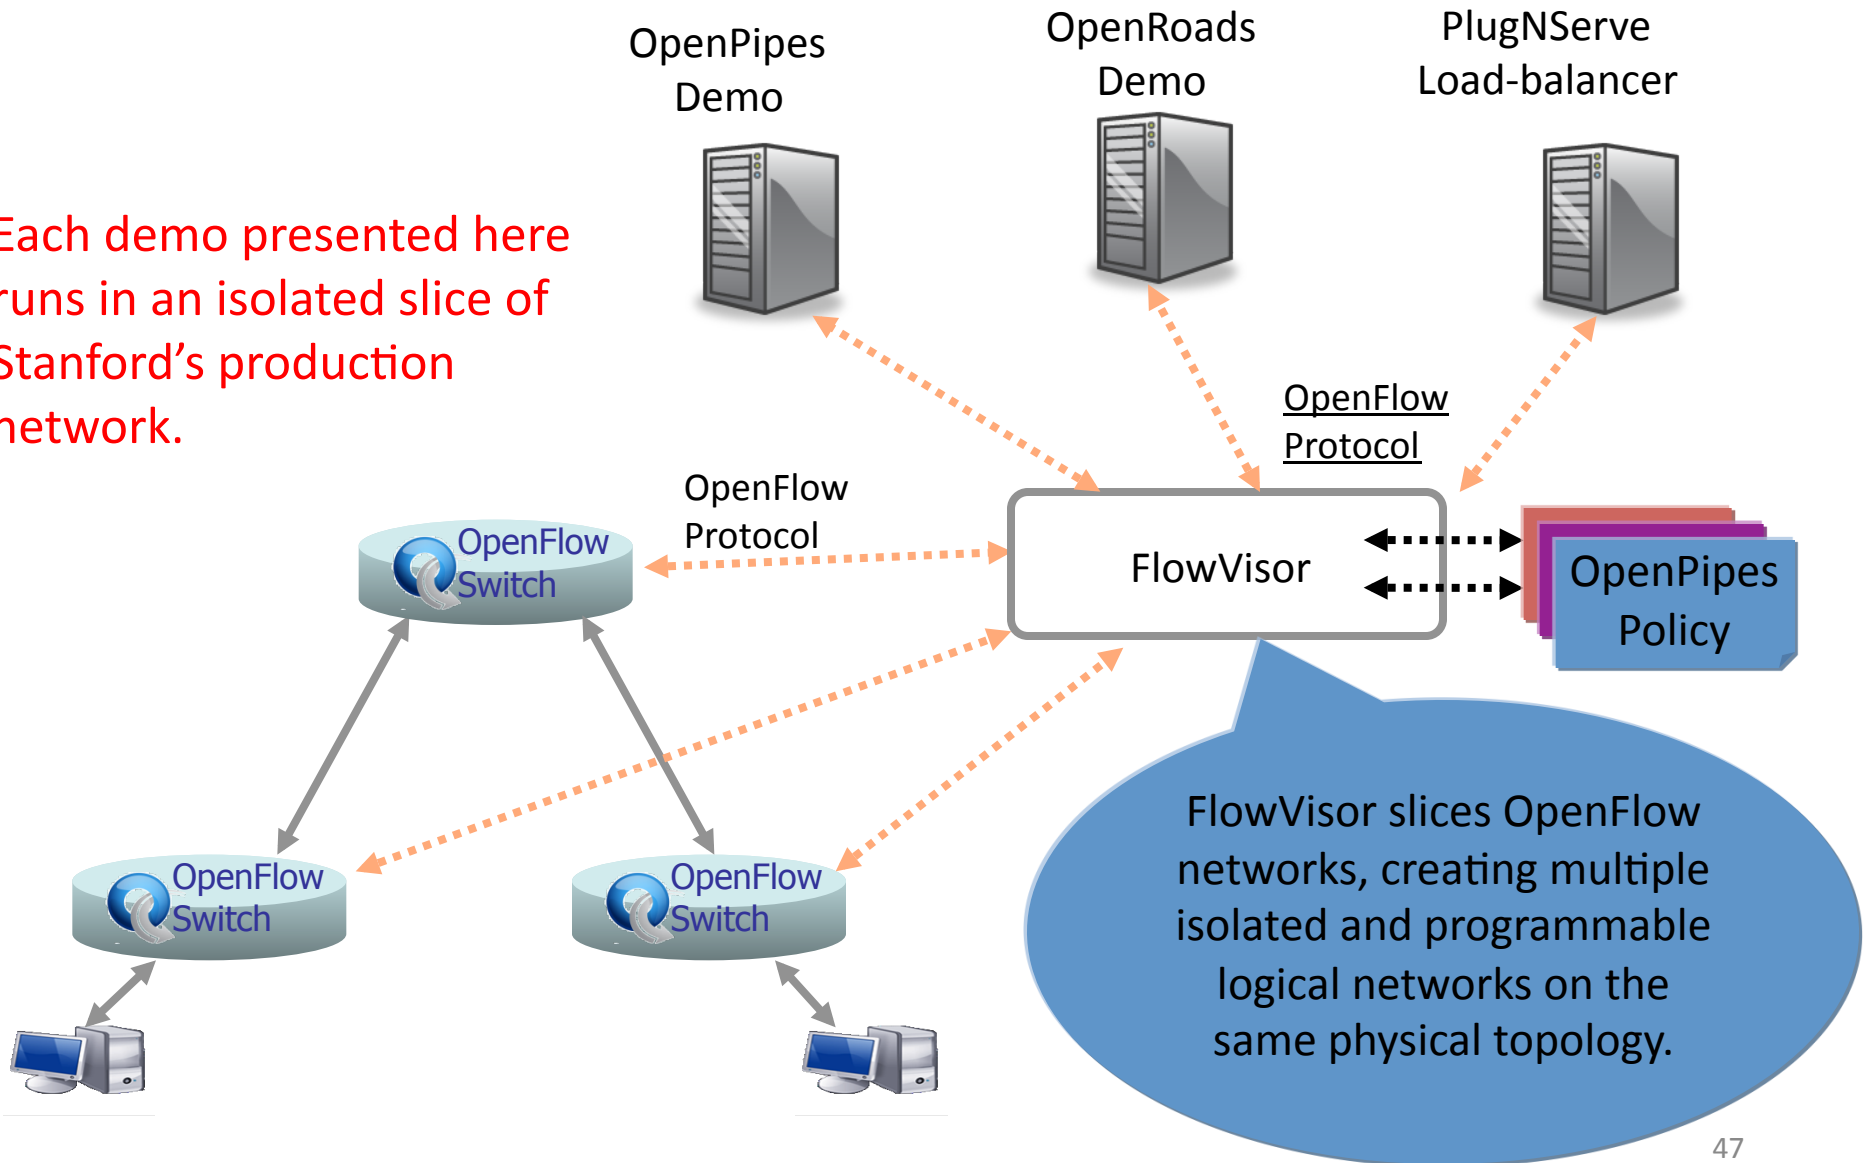 OpenPipes
Demo
OpenRoads
Demo
PlugNServe
Load-balancer
Each demo presented here
runs in an isolated slice of
Stanford’s production
network.
OpenFlow
Protocol
OpenFlow
Protocol
OpenFlow
Switch
FlowVisor
OpenPipes
Policy
OpenFlow
Switch
OpenFlow
Switch
FlowVisor slices OpenFlow
networks, creating multiple
isolated and programmable
logical networks on the
same physical topology.
47